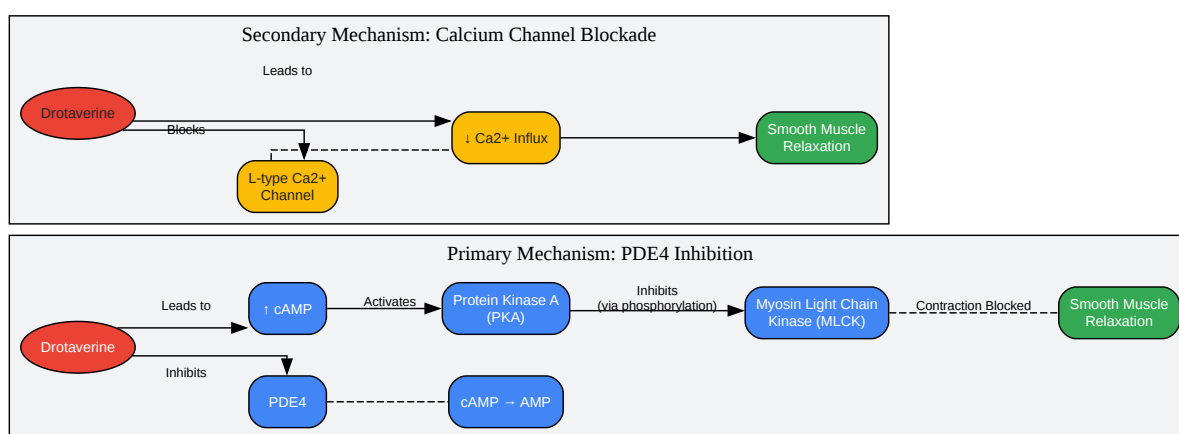 Secondary Mechanism: Calcium Channel Blockade
Leads to
Drotaverine
Blocks
↓ Ca2+ Influx
Smooth Muscle
Relaxation
L-type Ca2+
Channel
Primary Mechanism: PDE4 Inhibition
Leads to
↑ cAMP
Activates
Protein Kinase A
(PKA)
Inhibits
(via phosphorylation)
Myosin Light Chain
Kinase (MLCK)
Contraction Blocked
Smooth Muscle
Relaxation
Drotaverine
Inhibits
PDE4
cAMP → AMP